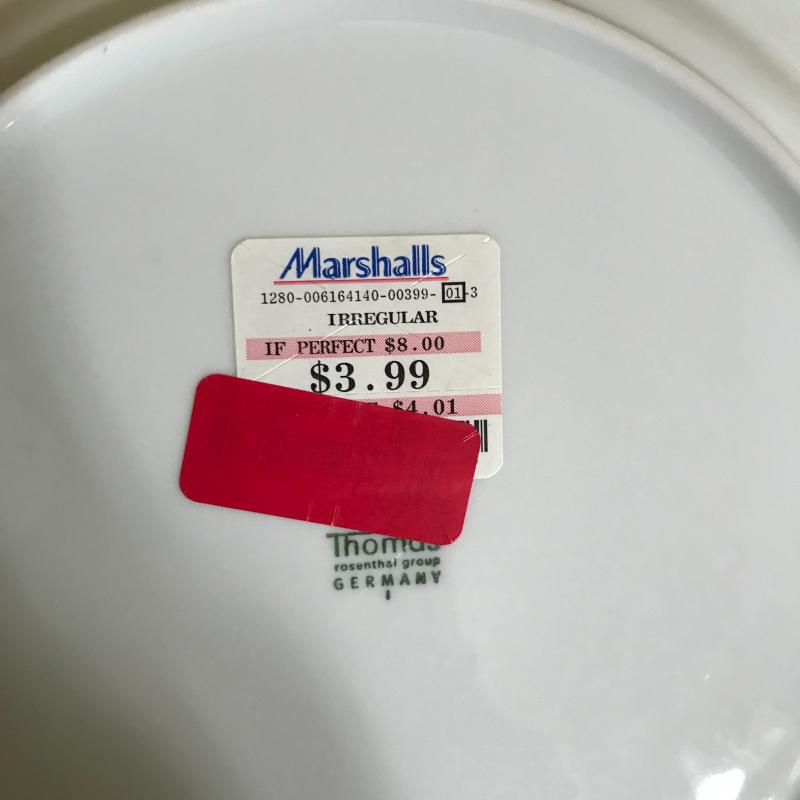 Marshalls
1280-006164140-00399- 01-3
IRREGULAR
IF PERFECT $8.00
$3.99
$4.01
Thomas
rosenthal group
GERMANY
I